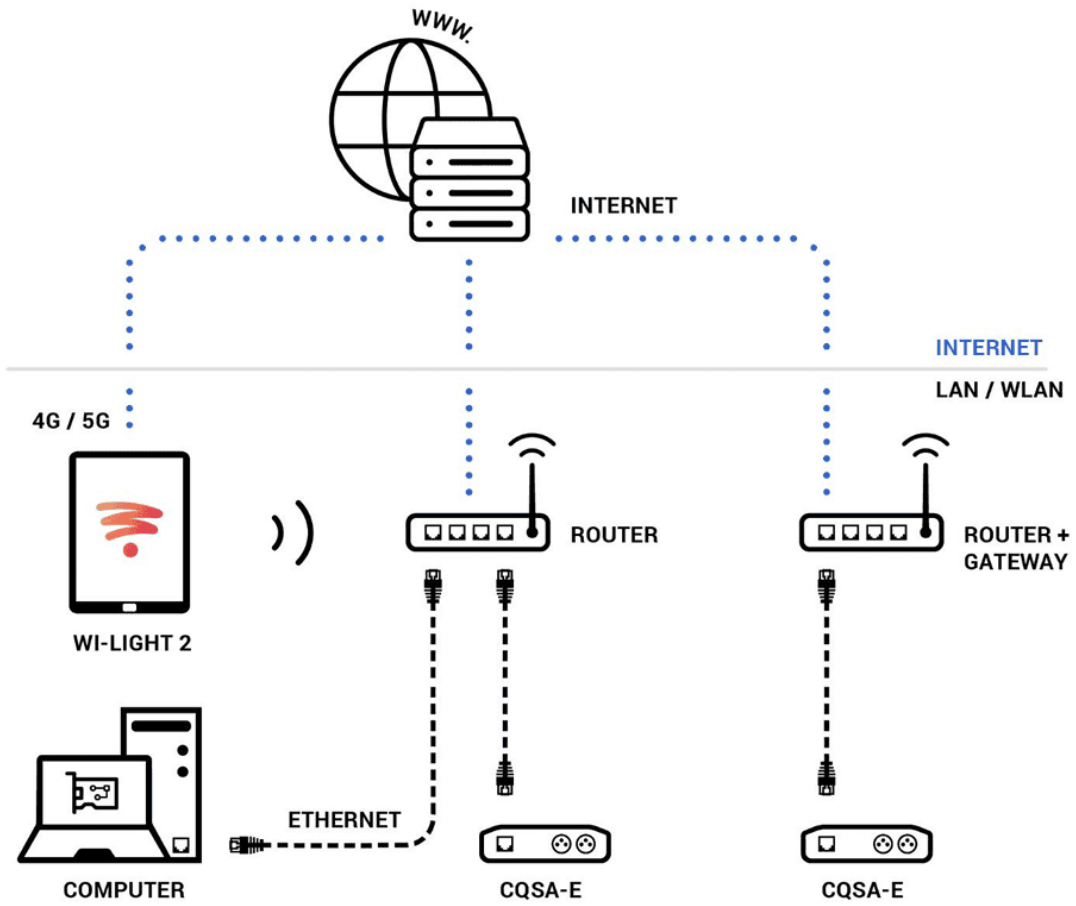 WWW.
INTERNET
INTERNET
LAN / WLAN
4G / 5G
ROUTER
ROUTER +
GATEWAY
WI-LIGHT 2
ETHERNET
COMPUTER
CQSA-E
CQSA-E